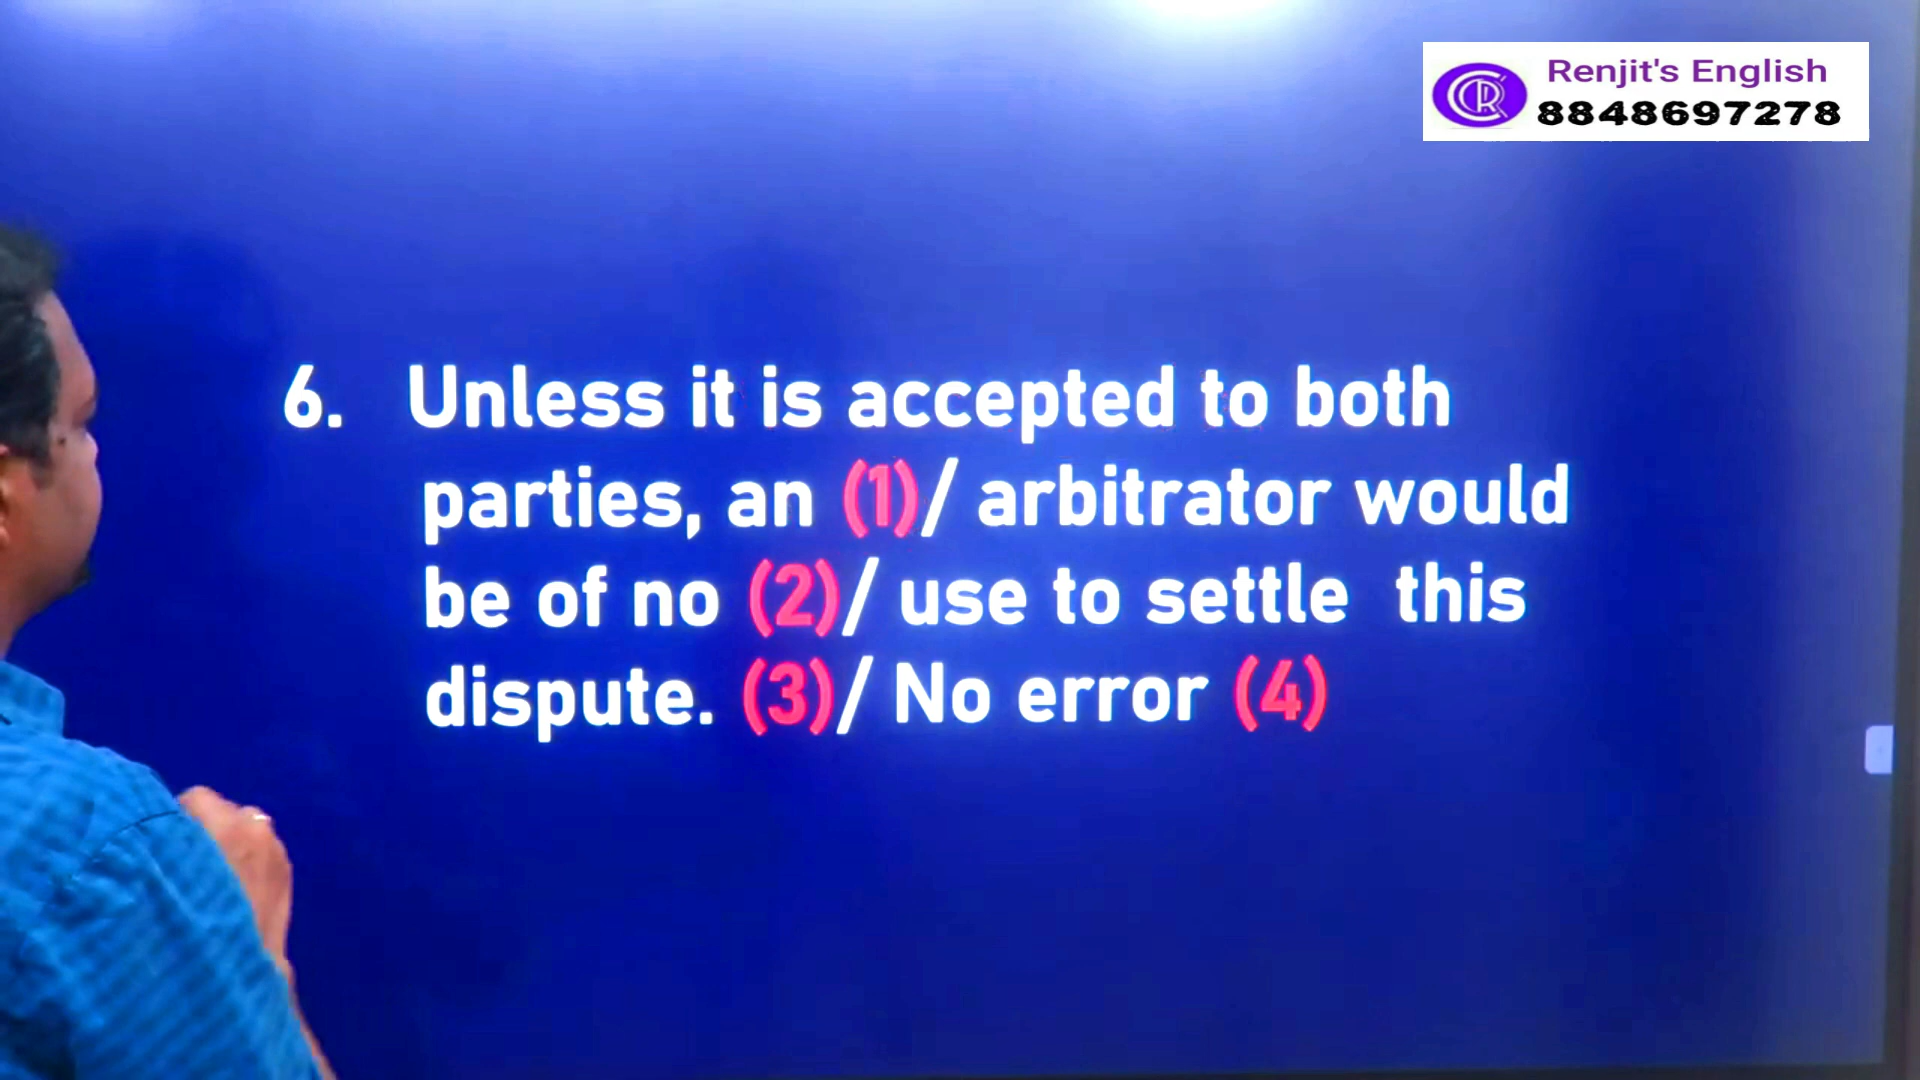 Renjit's English
8848697278
6. Unless it is accepted to both
parties, an (1)/ arbitrator would
be of no (2)/ use to settle this
dispute. (3)/ No error (4)